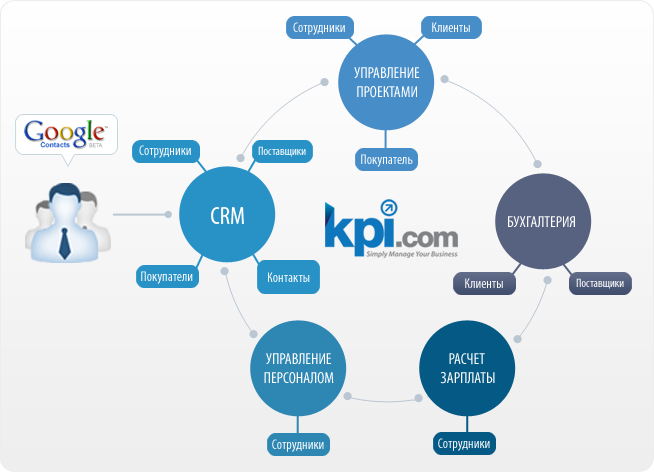 Сотрудники
Клиенты
УПРАВЛЕНИЕ
ПРОЕКТАМИ
Покупатель
Google™
Contacts BETA
Сотрудники
Поставщики
CRM
Покупатели
Контакты
kpi.com
Simply Manage Your Business
БУХГАЛТЕРИЯ
Клиенты
Поставщики
УПРАВЛЕНИЕ
ПЕРСОНАЛОМ
Сотрудники
РАСЧЕТ
ЗАРПЛАТЫ
Сотрудники